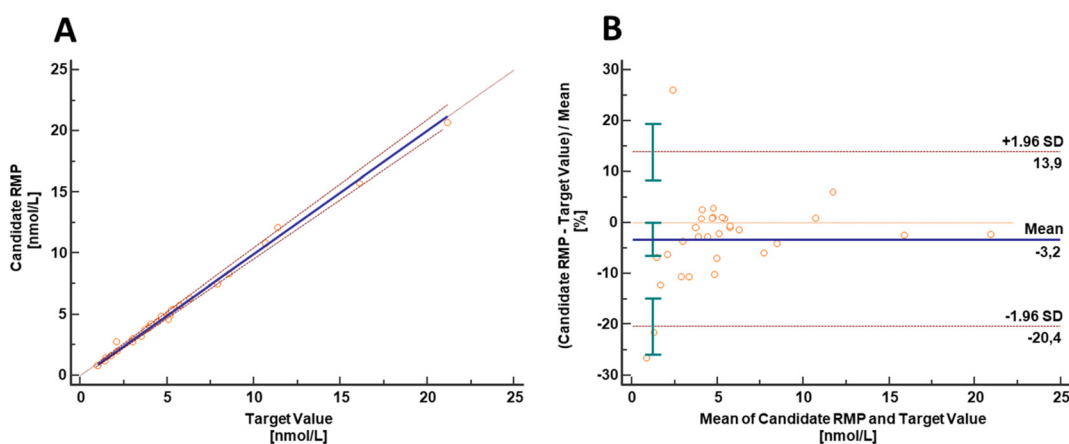 A
Candidate RMP
[nmol/L]
25
20
15
10
5
0
0 5 10 15 20 25
Target Value
[nmol/L]
B
(Candidate RMP - Target Value) / Mean
[%]
30
20
10
0
-10
-20
-30
+1.96 SD
13,9
Mean
-3,2
-1.96 SD
-20,4
0 5 10 15 20 25
Mean of Candidate RMP and Target Value
[nmol/L]